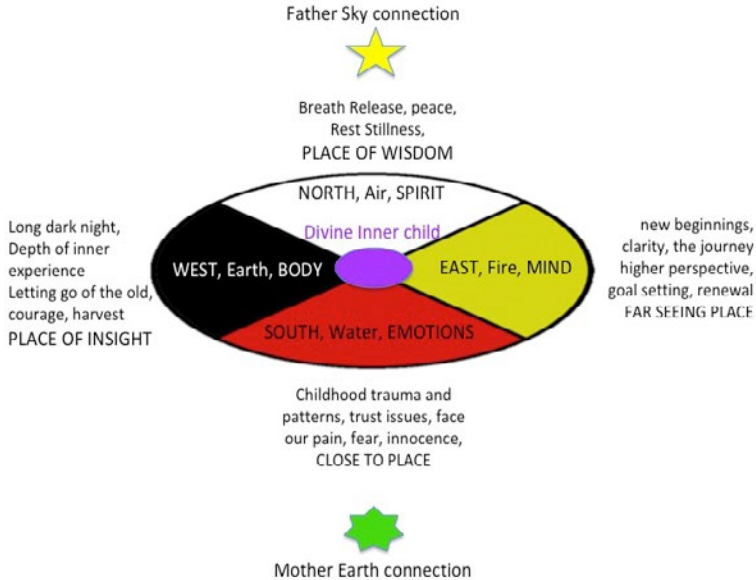 Father Sky connection
Breath Release, peace,
Rest Stillness,
PLACE OF WISDOM
NORTH, Air, SPIRIT
Divine Inner child
Long dark night,
Depth of inner
experience
Letting go of the old,
courage, harvest
PLACE OF INSIGHT
WEST, Earth, BODY
EAST, Fire, MIND
new beginnings,
clarity, the journey
higher perspective,
goal setting, renewal
FAR SEEING PLACE
SOUTH, Water, EMOTIONS
Childhood trauma and
patterns, trust issues, face
our pain, fear, innocence,
CLOSE TO PLACE
Mother Earth connection